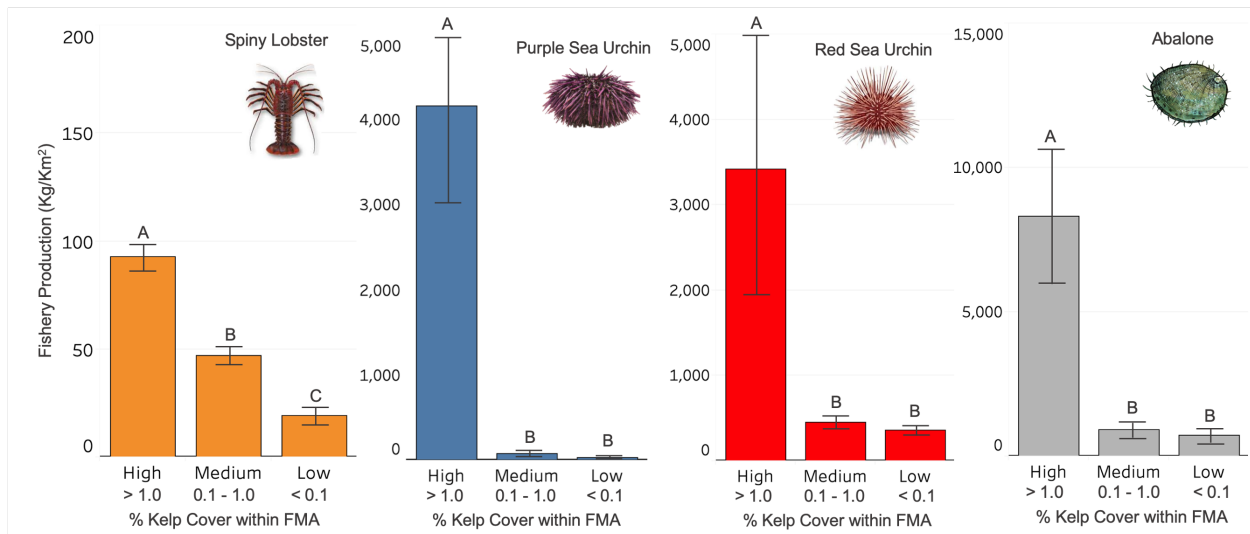 Fishery Production (Kg/Km²)
200
150
100
50
0
Spiny Lobster
A
B
C
High
> 1.0
Medium
0.1 - 1.0
Low
< 0.1
% Kelp Cover within FMA
5,000
4,000
3,000
2,000
1,000
0
Purple Sea Urchin
A
B
B
High
> 1.0
Medium
0.1 - 1.0
Low
< 0.1
% Kelp Cover within FMA
5,000
4,000
3,000
2,000
1,000
0
Red Sea Urchin
A
B
B
High
> 1.0
Medium
0.1 - 1.0
Low
< 0.1
% Kelp Cover within FMA
15,000
10,000
5,000
0
Abalone
A
B
B
High
> 1.0
Medium
0.1 - 1.0
Low
< 0.1
% Kelp Cover within FMA